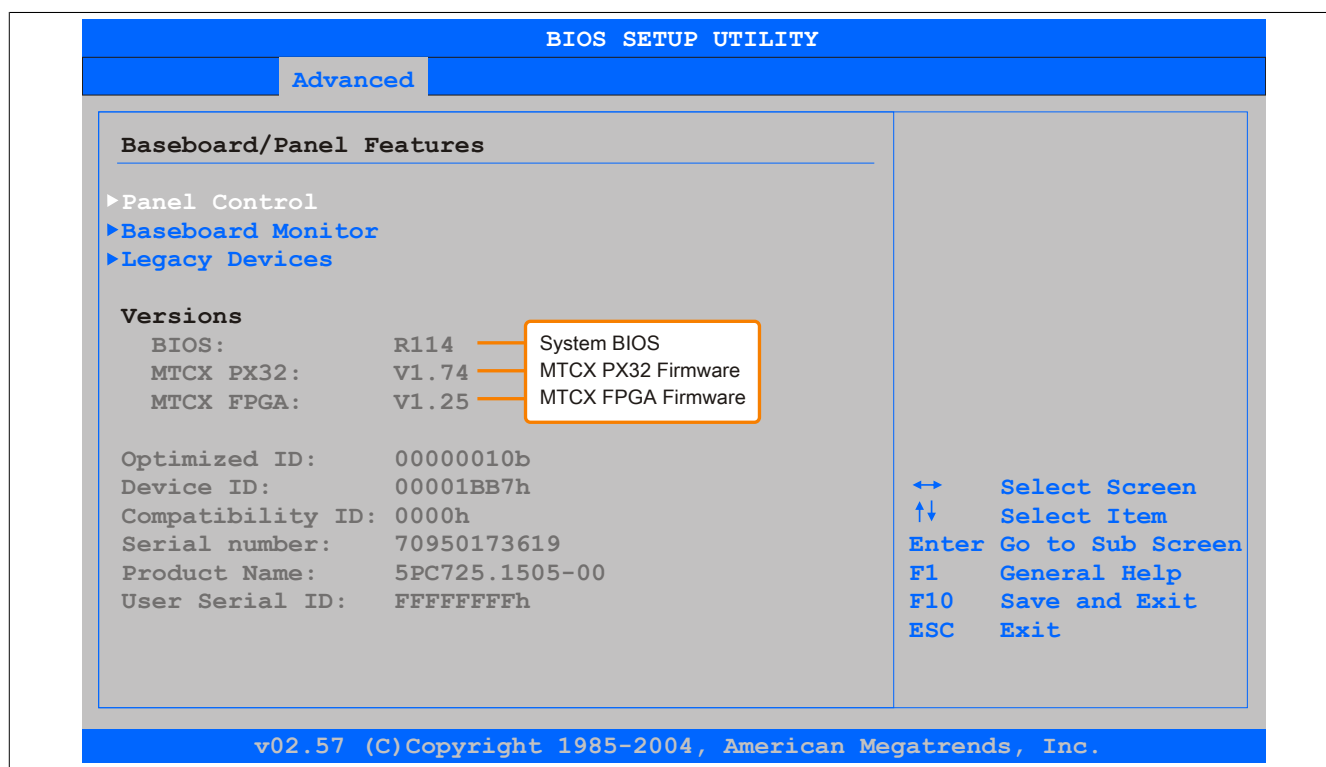 BIOS SETUP UTILITY
Advanced
Baseboard/Panel Features
Panel Control
Baseboard Monitor
Legacy Devices
Versions
BIOS: R114 System BIOS
MTCX PX32: V1.74 MTCX PX32 Firmware
MTCX FPGA: V1.25 MTCX FPGA Firmware
Optimized ID: 00000010b
Device ID: 00001BB7h
Compatibility ID: 0000h
Serial number: 70950173619
Product Name: 5PC725.1505-00
User Serial ID: FFFFFFFFh
↔ Select Screen
↑↓ Select Item
Enter Go to Sub Screen
F1 General Help
F10 Save and Exit
ESC Exit
v02.57 (C)Copyright 1985-2004, American Megatrends, Inc.